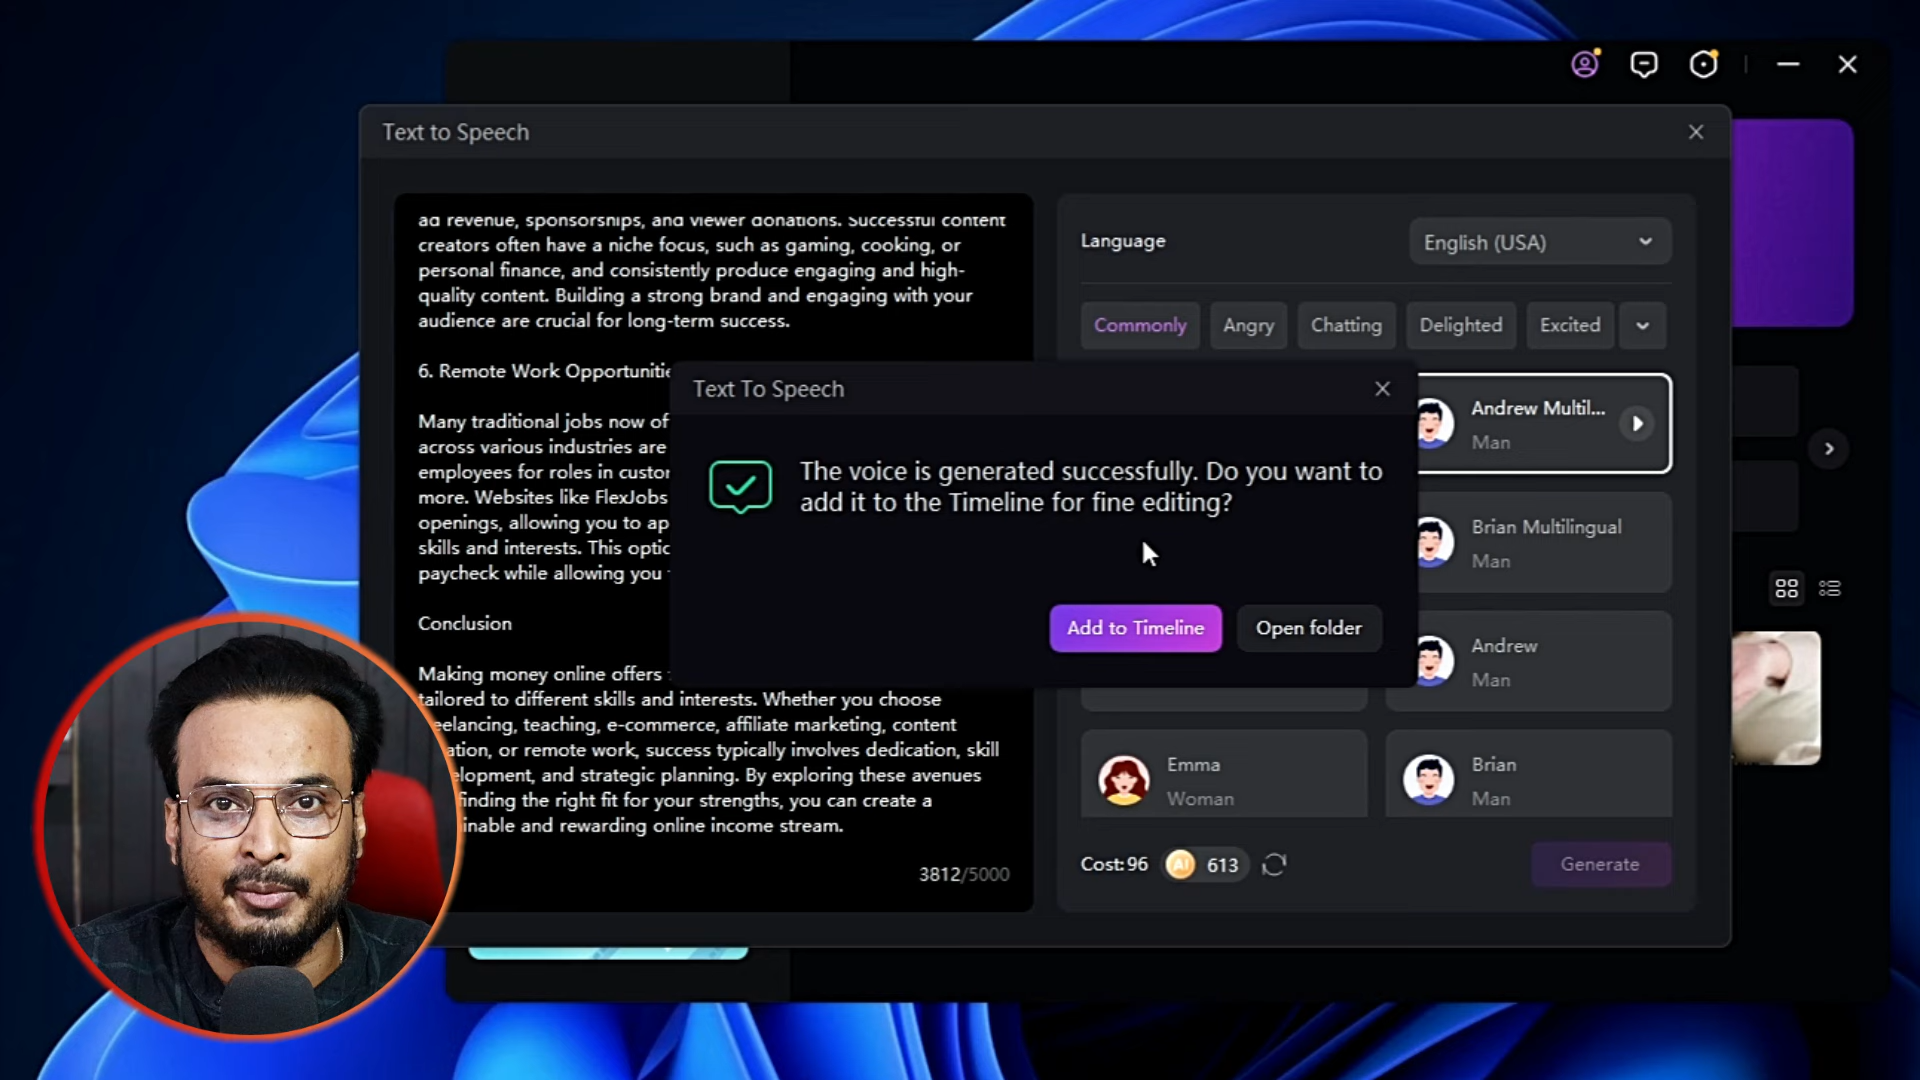 Text to Speech
ad revenue, sponsorships, and viewer donations. Successful content
creators often have a niche focus, such as gaming, cooking, or
personal finance, and consistently produce engaging and high-
quality content. Building a strong brand and engaging with your
audience are crucial for long-term success.
6. Remote Work Opportunitie
Many traditional jobs now of
across various industries are
employees for roles in custor
more. Websites like FlexJobs
openings, allowing you to ap
skills and interests. This optic
paycheck while allowing you
Conclusion
Making money online offers
tailored to different skills and interests. Whether you choose
eelancing, teaching, e-commerce, affiliate marketing, content
ation, or remote work, success typically involves dedication, skill
elopment, and strategic planning. By exploring these avenues
finding the right fit for your strengths, you can create a
inable and rewarding online income stream.
3812/5000
Language
English (USA)
Commonly
Angry
Chatting
Delighted
Excited
Text To Speech
The voice is generated successfully. Do you want to
add it to the Timeline for fine editing?
Add to Timeline
Open folder
Andrew Multil...
Man
Brian Multilingual
Man
Andrew
Man
Emma
Woman
Brian
Man
Cost:96
AI
613
Generate